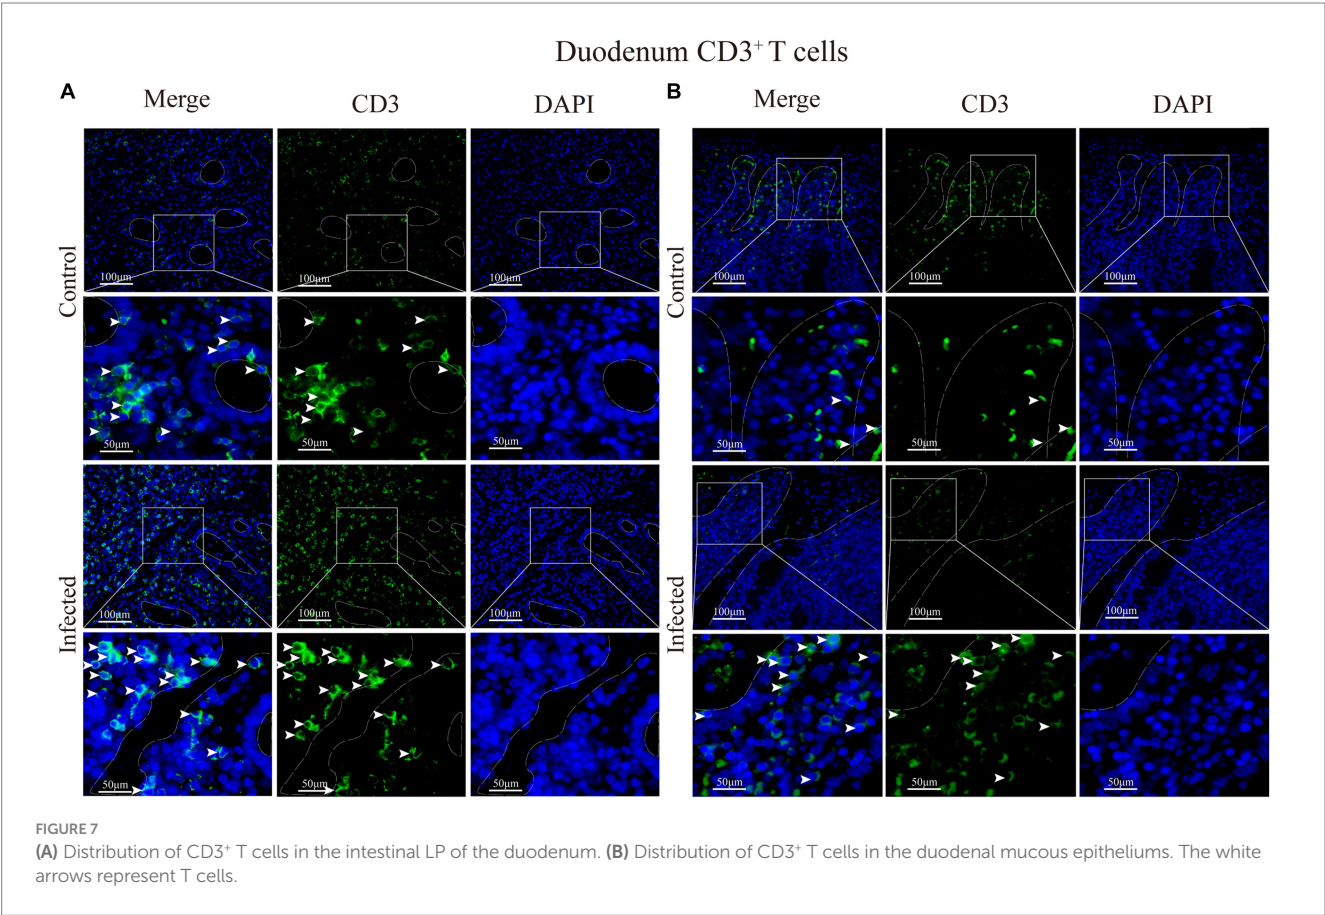 Duodenum CD3⁺ T cells
A
Merge
CD3
DAPI
B
Merge
CD3
DAPI
Control
100μm
100μm
100μm
50μm
50μm
50μm
Infected
100μm
100μm
100μm
50μm
50μm
50μm
Control
100μm
100μm
100μm
50μm
50μm
50μm
Infected
100μm
100μm
100μm
50μm
50μm
50μm
FIGURE 7
(A) Distribution of CD3⁺ T cells in the intestinal LP of the duodenum. (B) Distribution of CD3⁺ T cells in the duodenal mucous epitheliums. The white
arrows represent T cells.